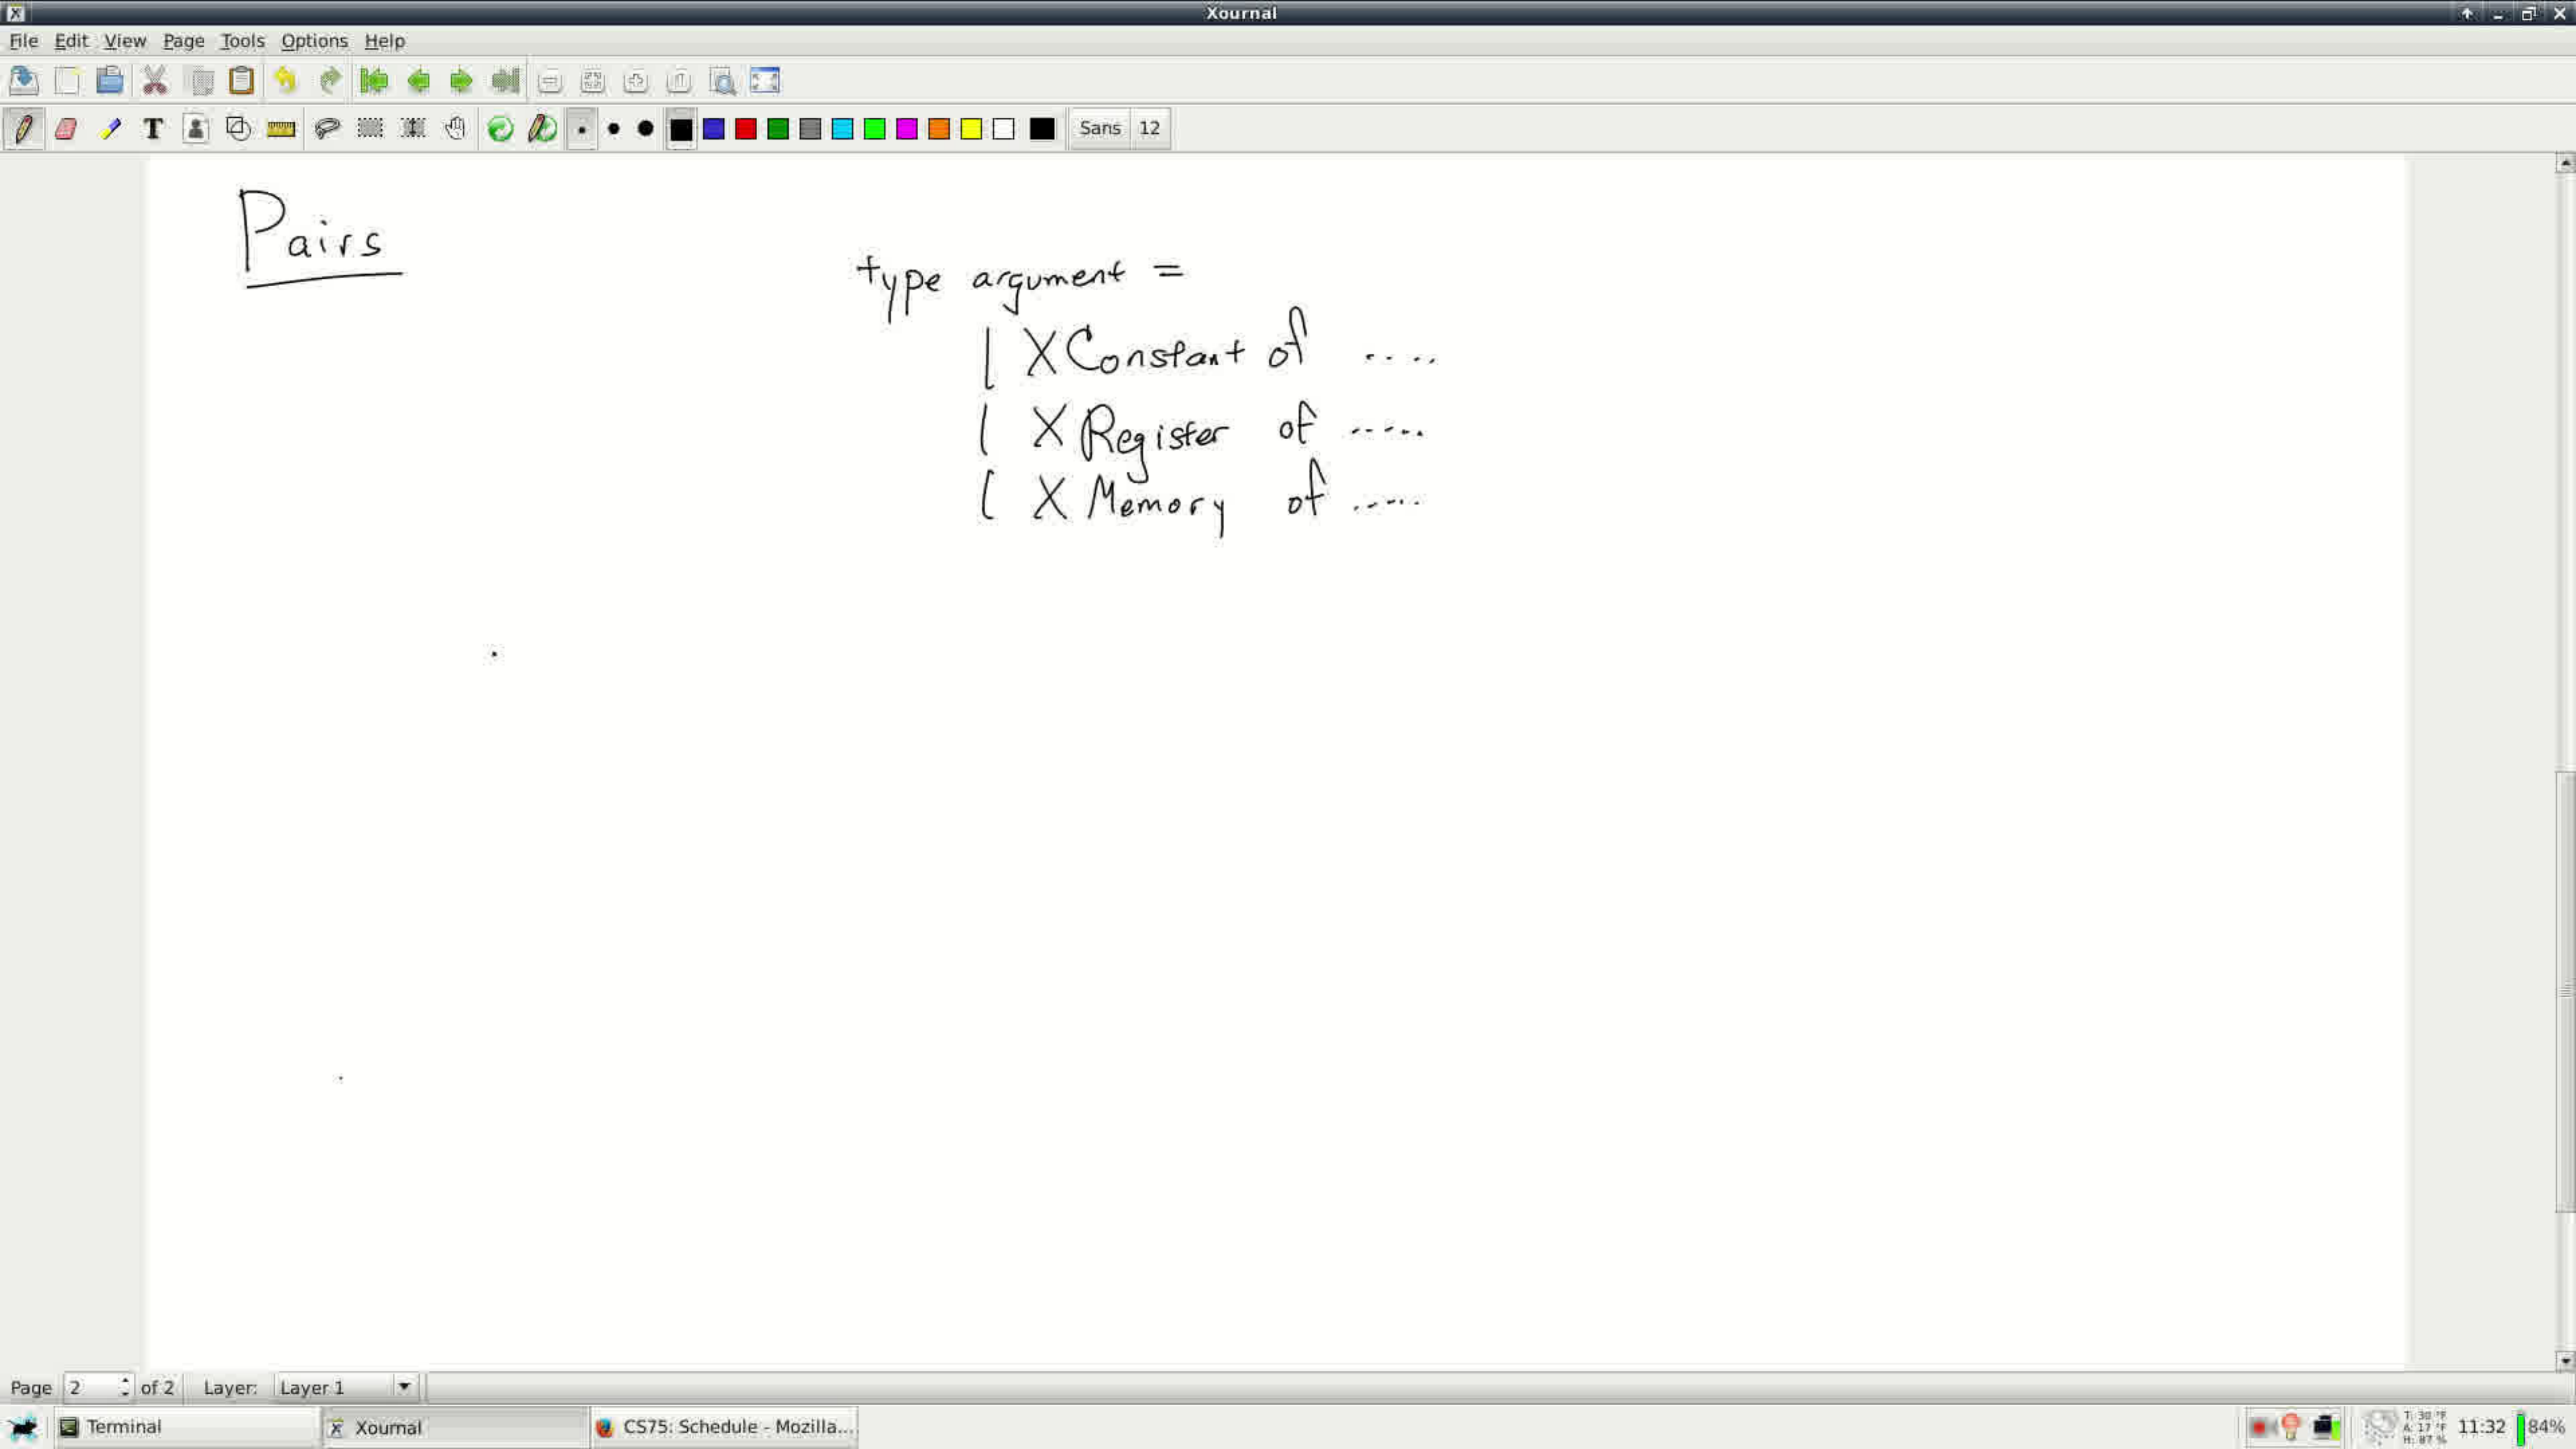 Xournal
File Edit View Page Tools Options Help
Sans 12
Pairs
type argument =
| XConstant of ....
| XRegister of .....
| XMemory of .....
Page 2 of 2 Layer: Layer 1
Terminal Xournal CS75: Schedule - Mozilla... 11:32 84%